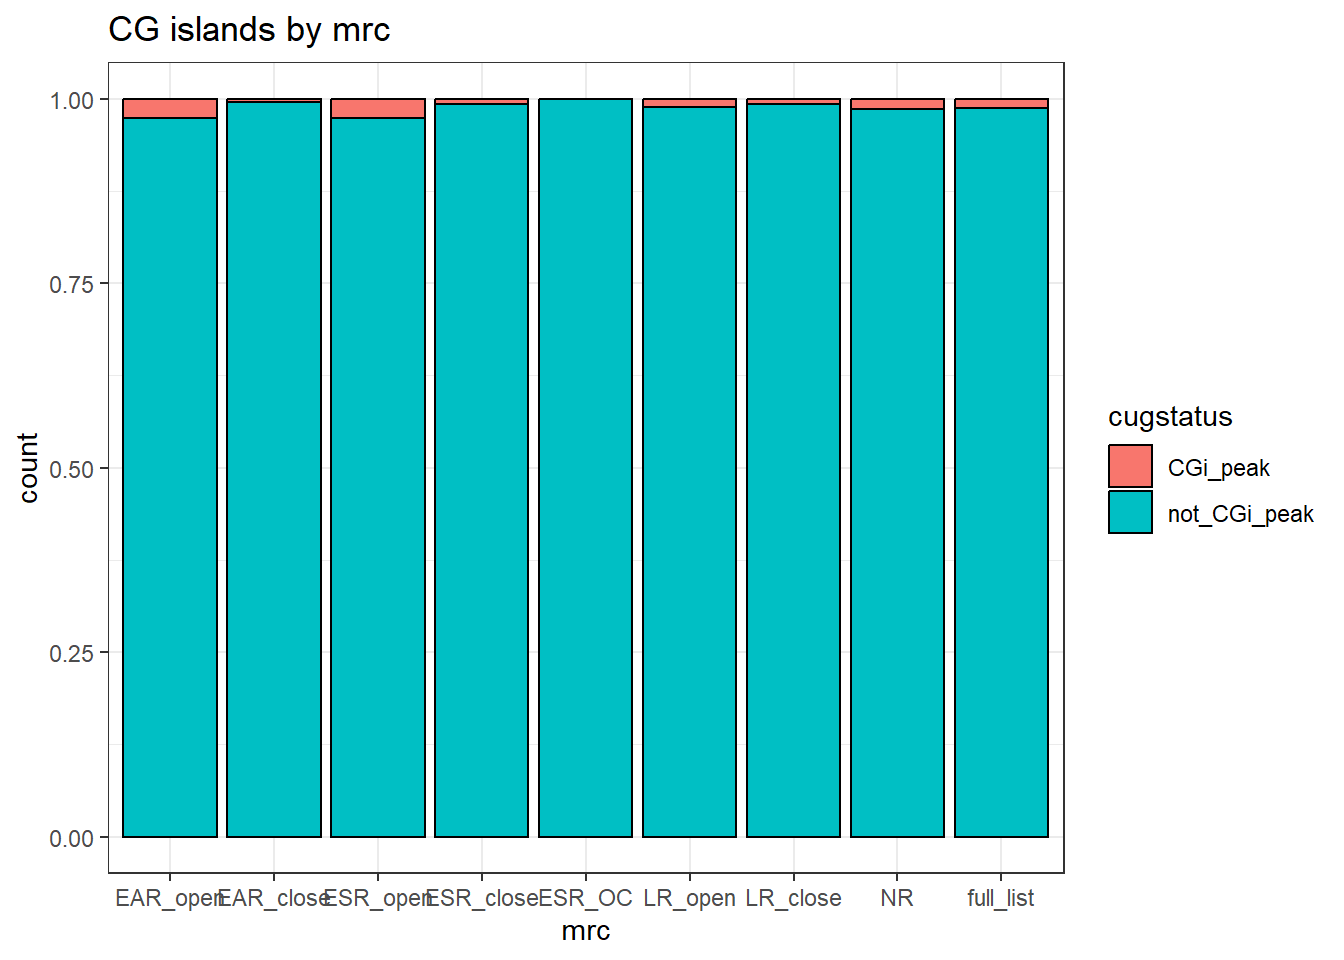 CG islands by mrc
1.00
0.75
0.50
0.25
0.00
count
EAR_open EAR_close ESR_open ESR_close ESR_OC LR_open LR_close NR full_list
mrc
cugstatus
CGi_peak
not_CGi_peak